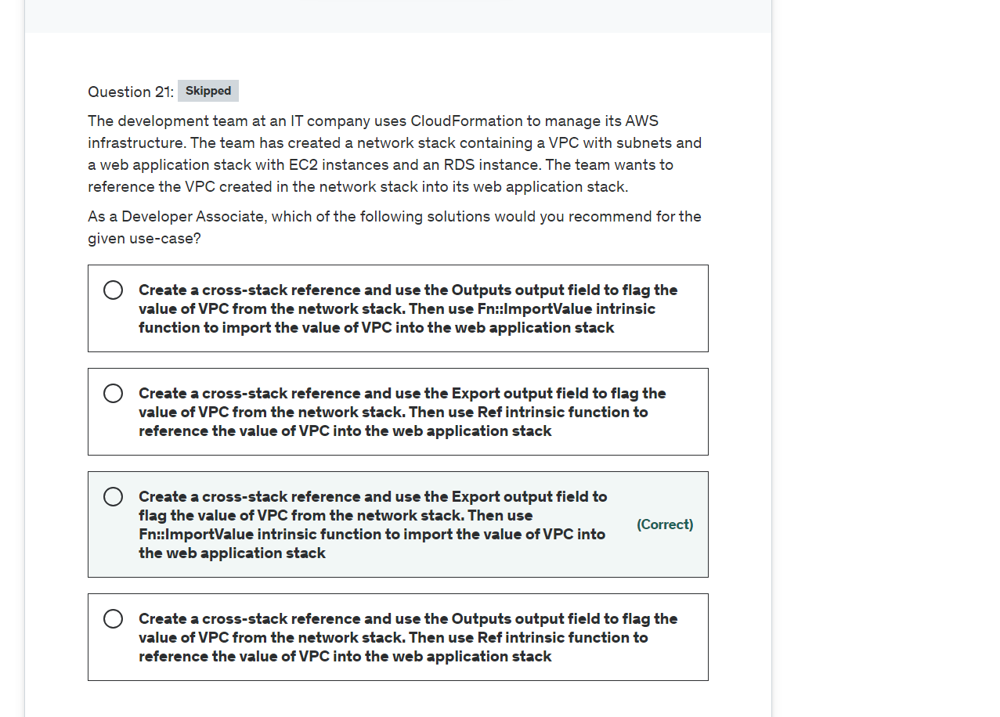 Question 21: Skipped
The development team at an IT company uses CloudFormation to manage its AWS
infrastructure. The team has created a network stack containing a VPC with subnets and
a web application stack with EC2 instances and an RDS instance. The team wants to
reference the VPC created in the network stack into its web application stack.
As a Developer Associate, which of the following solutions would you recommend for the
given use-case?
Create a cross-stack reference and use the Outputs output field to flag the
value of VPC from the network stack. Then use Fn::ImportValue intrinsic
function to import the value of VPC into the web application stack
Create a cross-stack reference and use the Export output field to flag the
value of VPC from the network stack. Then use Ref intrinsic function to
reference the value of VPC into the web application stack
Create a cross-stack reference and use the Export output field to
flag the value of VPC from the network stack. Then use
Fn::ImportValue intrinsic function to import the value of VPC into
the web application stack
(Correct)
Create a cross-stack reference and use the Outputs output field to flag the
value of VPC from the network stack. Then use Ref intrinsic function to
reference the value of VPC into the web application stack